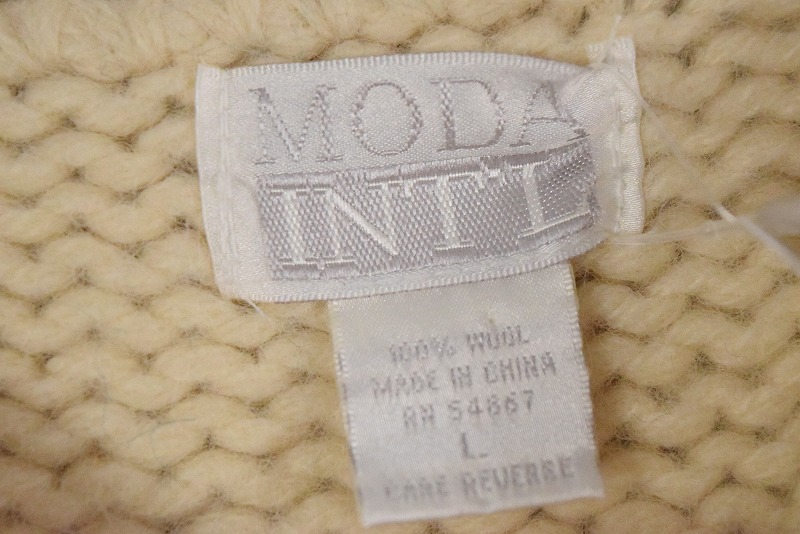 MODA
INT'L
100% WOOL
MADE IN CHINA
RN 54867
L
CARE REVERSE